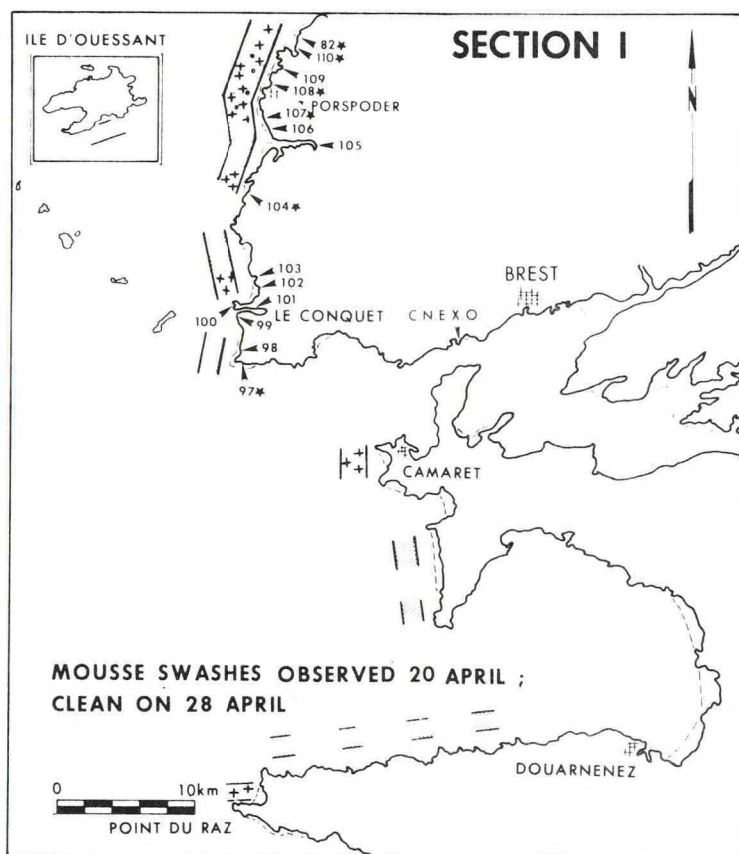 ILE D'OUESSANT
SECTION I
N
82★
110★
109
108★
PORSPODER
107★
106
105
104★
103
102
101
100
LE CONQUET
99
98
97★
BREST
C.N.E.X.O
CAMARET
MOUSSE SWASHES OBSERVED 20 APRIL ;
CLEAN ON 28 APRIL
DOUARNENEZ
0 10km
POINT DU RAZ